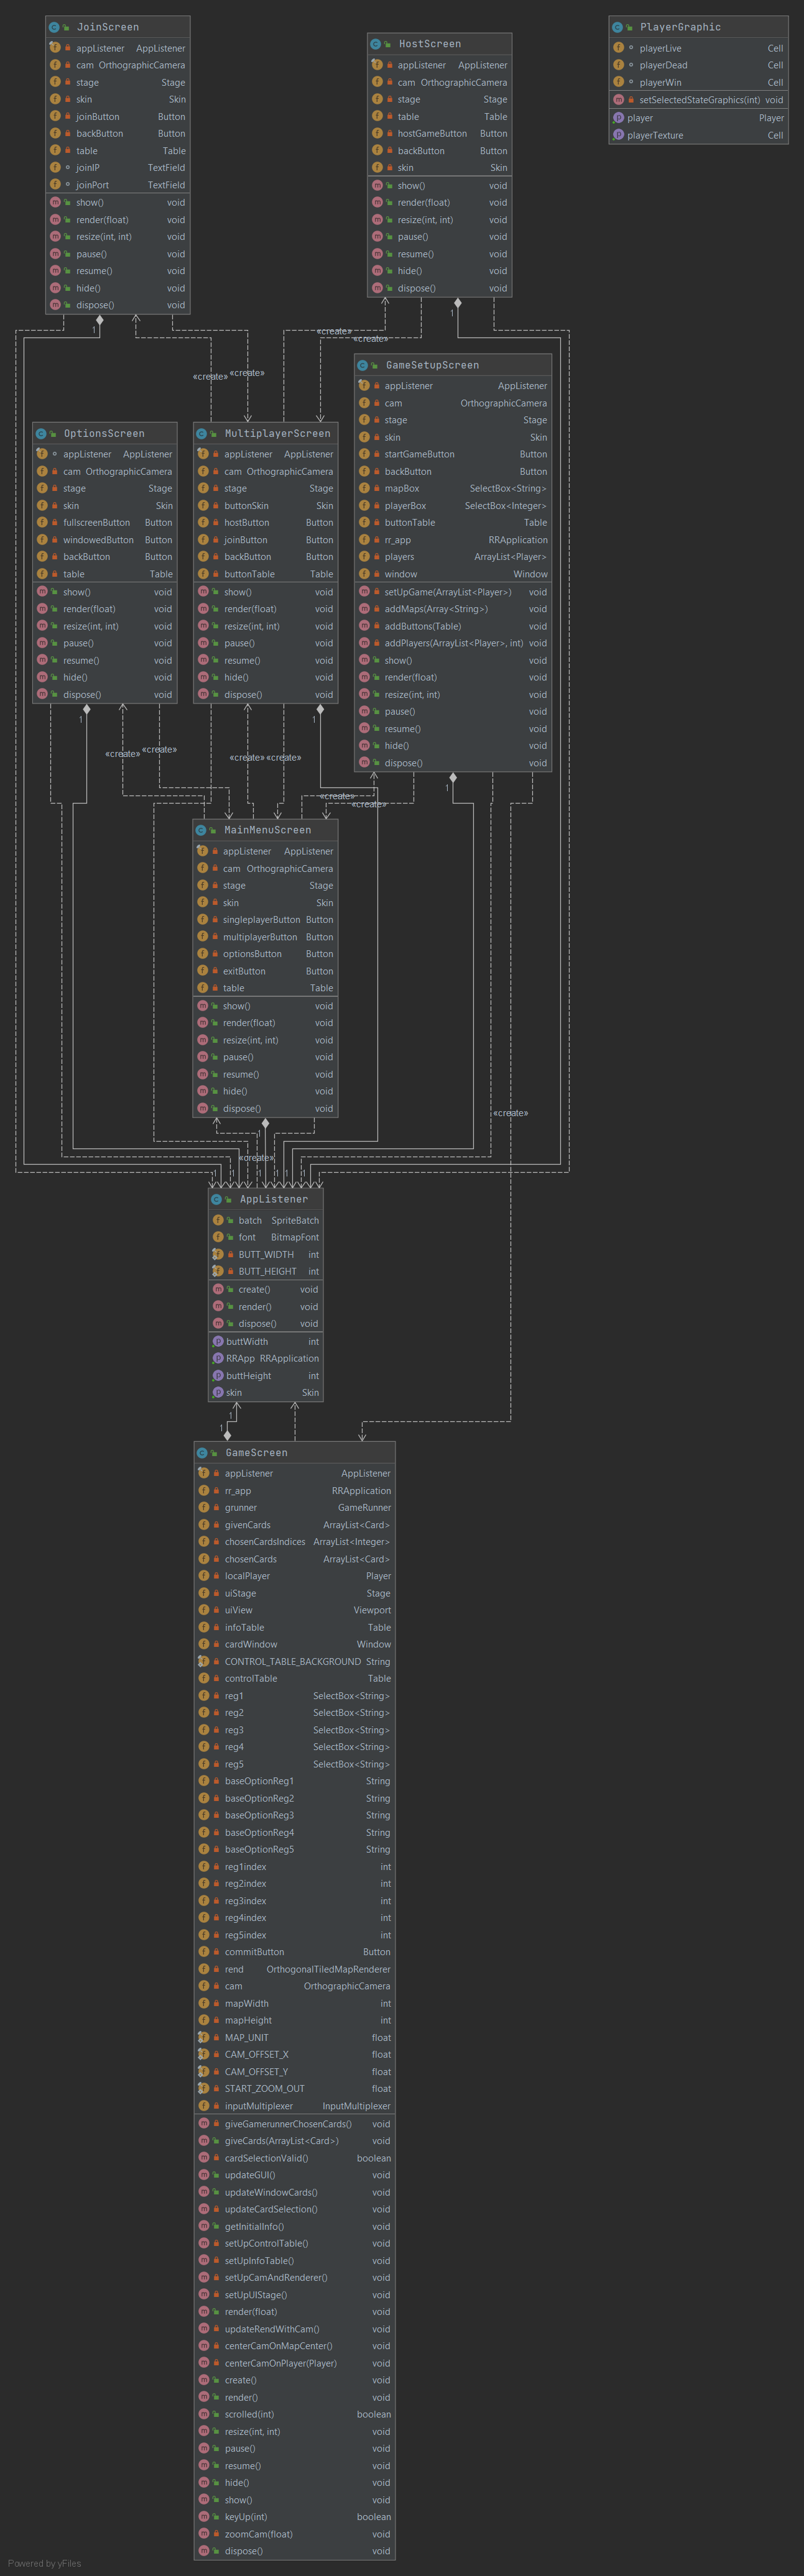 JoinScreen
appListener AppListener
cam OrthographicCamera
stage Stage
skin Skin
joinButton Button
backButton Button
table Table
joinIP TextField
joinPort TextField
show() void
render(float) void
resize(int, int) void
pause() void
resume() void
hide() void
dispose() void
HostScreen
appListener AppListener
cam OrthographicCamera
stage Stage
table Table
hostGameButton Button
backButton Button
skin Skin
show() void
render(float) void
resize(int, int) void
pause() void
resume() void
hide() void
dispose() void
PlayerGraphic
playerLive Cell
playerDead Cell
playerWin Cell
setSelectedStateGraphics(int) void
player Player
playerTexture Cell
1
1
«create»
«create»
«create»
«create»
GameSetupScreen
appListener AppListener
cam OrthographicCamera
stage Stage
skin Skin
startGameButton Button
backButton Button
mapBox SelectBox<String>
playerBox SelectBox<Integer>
buttonTable Table
rr_app RRApplication
players ArrayList<Player>
window Window
setUpGame(ArrayList<Player>) void
addMaps(Array<String>) void
addButtons(Table) void
addPlayers(ArrayList<Player>, int) void
show() void
render(float) void
resize(int, int) void
pause() void
resume() void
hide() void
dispose() void
OptionsScreen
appListener AppListener
cam OrthographicCamera
stage Stage
skin Skin
fullscreenButton Button
windowedButton Button
backButton Button
table Table
show() void
render(float) void
resize(int, int) void
pause() void
resume() void
hide() void
dispose() void
MultiplayerScreen
appListener AppListener
cam OrthographicCamera
stage Stage
buttonSkin Skin
hostButton Button
joinButton Button
backButton Button
buttonTable Table
show() void
render(float) void
resize(int, int) void
pause() void
resume() void
hide() void
dispose() void
1
1
1
«create»
«create»
«create»
«create»
«create»
«create»
MainMenuScreen
appListener AppListener
cam OrthographicCamera
stage Stage
skin Skin
singleplayerButton Button
multiplayerButton Button
optionsButton Button
exitButton Button
table Table
show() void
render(float) void
resize(int, int) void
pause() void
resume() void
hide() void
dispose() void
«create»
1
«create»
1
1
1
1
1
1
AppListener
batch SpriteBatch
font BitmapFont
BUTT_WIDTH int
BUTT_HEIGHT int
create() void
render() void
dispose() void
buttWidth int
RRApp RRApplication
buttHeight int
skin Skin
1
1
GameScreen
appListener AppListener
rr_app RRApplication
grunner GameRunner
givenCards ArrayList<Card>
chosenCardsIndices ArrayList<Integer>
chosenCards ArrayList<Card>
localPlayer Player
uiStage Stage
uiView Viewport
infoTable Table
cardWindow Window
CONTROL_TABLE_BACKGROUND String
controlTable Table
reg1 SelectBox<String>
reg2 SelectBox<String>
reg3 SelectBox<String>
reg4 SelectBox<String>
reg5 SelectBox<String>
baseOptionReg1 String
baseOptionReg2 String
baseOptionReg3 String
baseOptionReg4 String
baseOptionReg5 String
reg1index int
reg2index int
reg3index int
reg4index int
reg5index int
commitButton Button
rend OrthogonalTiledMapRenderer
cam OrthographicCamera
mapWidth int
mapHeight int
MAP_UNIT float
CAM_OFFSET_X float
CAM_OFFSET_Y float
START_ZOOM_OUT float
inputMultiplexer InputMultiplexer
giveGamerunnerChosenCards() void
giveCards(ArrayList<Card>) void
cardSelectionValid() boolean
updateGUI() void
updateWindowCards() void
updateCardSelection() void
getInitialInfo() void
setUpControlTable() void
setUpInfoTable() void
setUpCamAndRenderer() void
setUpUIStage() void
render(float) void
updateRendWithCam() void
centerCamOnMapCenter() void
centerCamOnPlayer(Player) void
create() void
render() void
scrolled(int) boolean
resize(int, int) void
pause() void
resume() void
hide() void
show() void
keyUp(int) boolean
zoomCam(float) void
dispose() void
Powered by yFiles